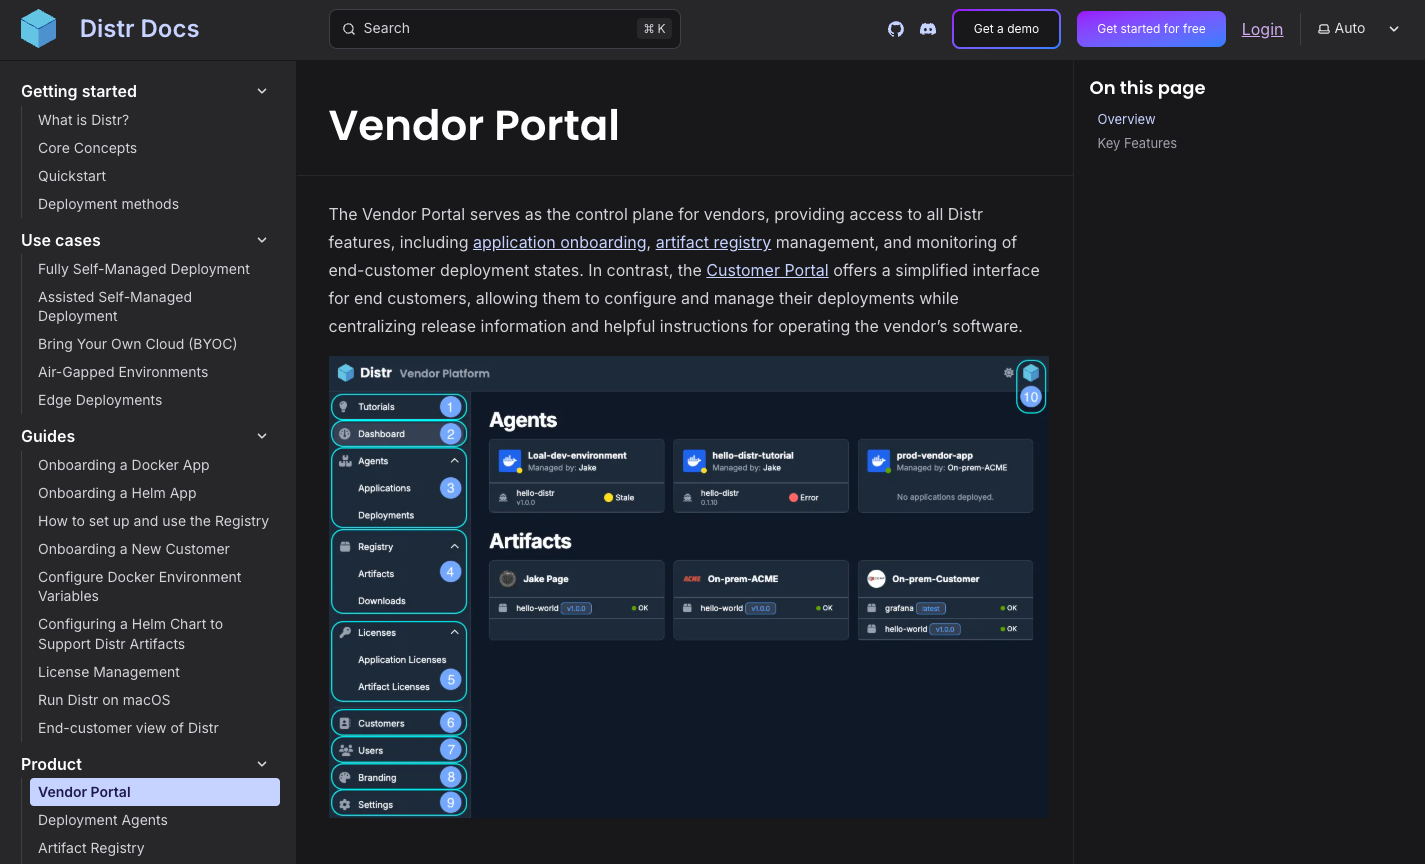 Distr Docs
Search
⌘ K
Get a demo
Get started for free
Login
Auto
Getting started
What is Distr?
Core Concepts
Quickstart
Deployment methods
Use cases
Fully Self-Managed Deployment
Assisted Self-Managed
Deployment
Bring Your Own Cloud (BYOC)
Air-Gapped Environments
Edge Deployments
Guides
Onboarding a Docker App
Onboarding a Helm App
How to set up and use the Registry
Onboarding a New Customer
Configure Docker Environment
Variables
Configuring a Helm Chart to
Support Distr Artifacts
License Management
Run Distr on macOS
End-customer view of Distr
Product
Vendor Portal
Deployment Agents
Artifact Registry
Vendor Portal
The Vendor Portal serves as the control plane for vendors, providing access to all Distr
features, including application onboarding, artifact registry management, and monitoring of
end-customer deployment states. In contrast, the Customer Portal offers a simplified interface
for end customers, allowing them to configure and manage their deployments while
centralizing release information and helpful instructions for operating the vendor’s software.
Distr Vendor Platform
10
Tutorials 1
Dashboard 2
Agents
Applications 3
Deployments
Registry
Artifacts 4
Downloads
Licenses
Application Licenses
Artifact Licenses 5
Customers 6
Users 7
Branding 8
Settings 9
Agents
Loal-dev-environment
Managed by: Jake
hello-distr
v1.0.0
Stale
hello-distr-tutorial
Managed by: Jake
hello-distr
0.1.10
Error
prod-vendor-app
Managed by: On-prem-ACME
No applications deployed.
Artifacts
Jake Page
hello-world v1.0.0 OK
ACME On-prem-ACME
hello-world v1.0.0 OK
On-prem-Customer
grafana latest OK
hello-world v1.0.0 OK
On this page
Overview
Key Features